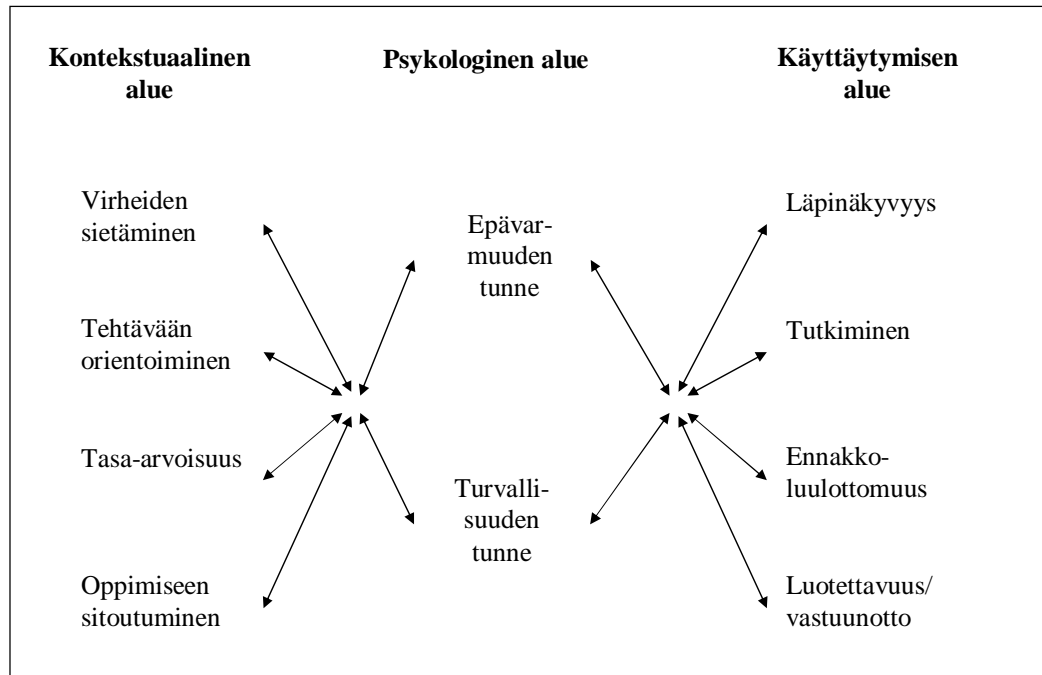 Kontekstuaalinen
alue
Psykologinen alue
Käyttäytymisen
alue
Virheiden
sietäminen
Tehtävään
orientoiminen
Tasa-arvoisuus
Oppimiseen
sitoutuminen
Epävar-
muuden
tunne
Turvalli-
suuden
tunne
Läpinäkyvyys
Tutkiminen
Ennakko-
luulottomuus
Luotettavuus/
vastuunotto